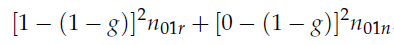 [1 − (1 − g)]²n₀₁ᵣ + [0 − (1 − g)]²n₀₁ₙ